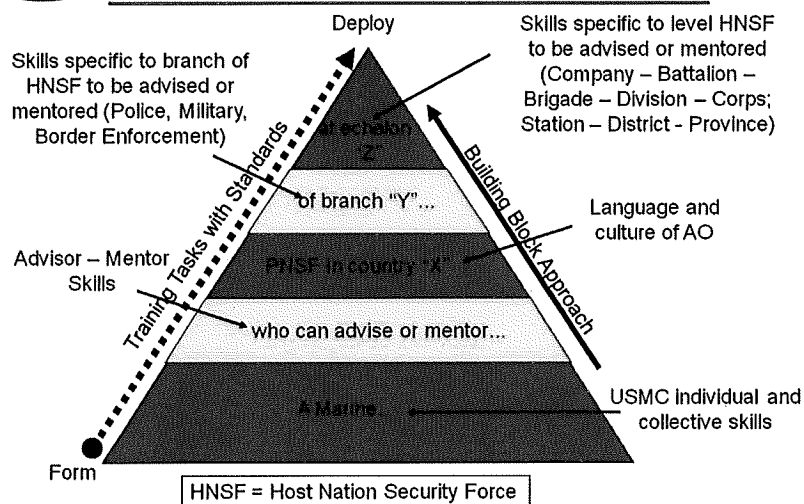 Deploy
Skills specific to branch of
HNSF to be advised or
mentored (Police, Military,
Border Enforcement)
Skills specific to level HNSF
to be advised or mentored
(Company – Battalion –
Brigade – Division – Corps;
Station – District - Province)
at echelon
"Z"
of branch "Y"...
Language and
culture of AO
Advisor – Mentor
Skills
PNSF in country "X"
who can advise or mentor...
A Marine
USMC individual and
collective skills
Training Tasks with Standards
Building Block Approach
Form
HNSF = Host Nation Security Force